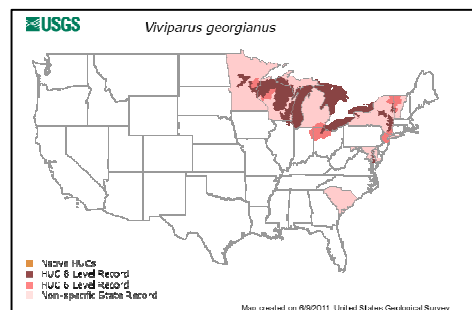 USGS
Viviparus georgianus
Native HUCs
HUC 8 Level Record
HUC 6 Level Record
Non-specific State Record
Map created on 6/9/2011. United States Geological Survey